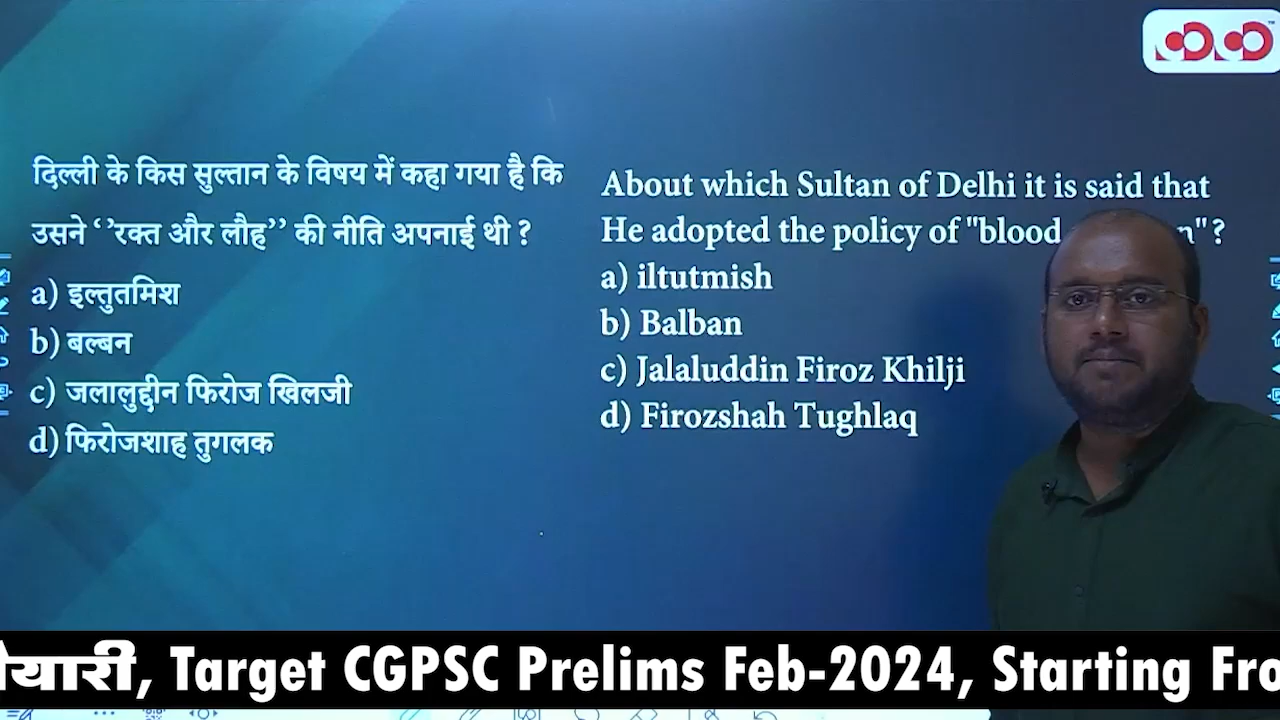 दिल्ली के किस सुल्तान के विषय में कहा गया है कि
उसने ‘’रक्त और लौह’’ की नीति अपनाई थी ?
a) इल्तुतमिश
b) बल्बन
c) जलालुद्दीन फिरोज खिलजी
d) फिरोजशाह तुगलक
About which Sultan of Delhi it is said that
He adopted the policy of "blood n"?
a) iltutmish
b) Balban
c) Jalaluddin Firoz Khilji
d) Firozshah Tughlaq
Target CGPSC Prelims Feb-2024, Starting